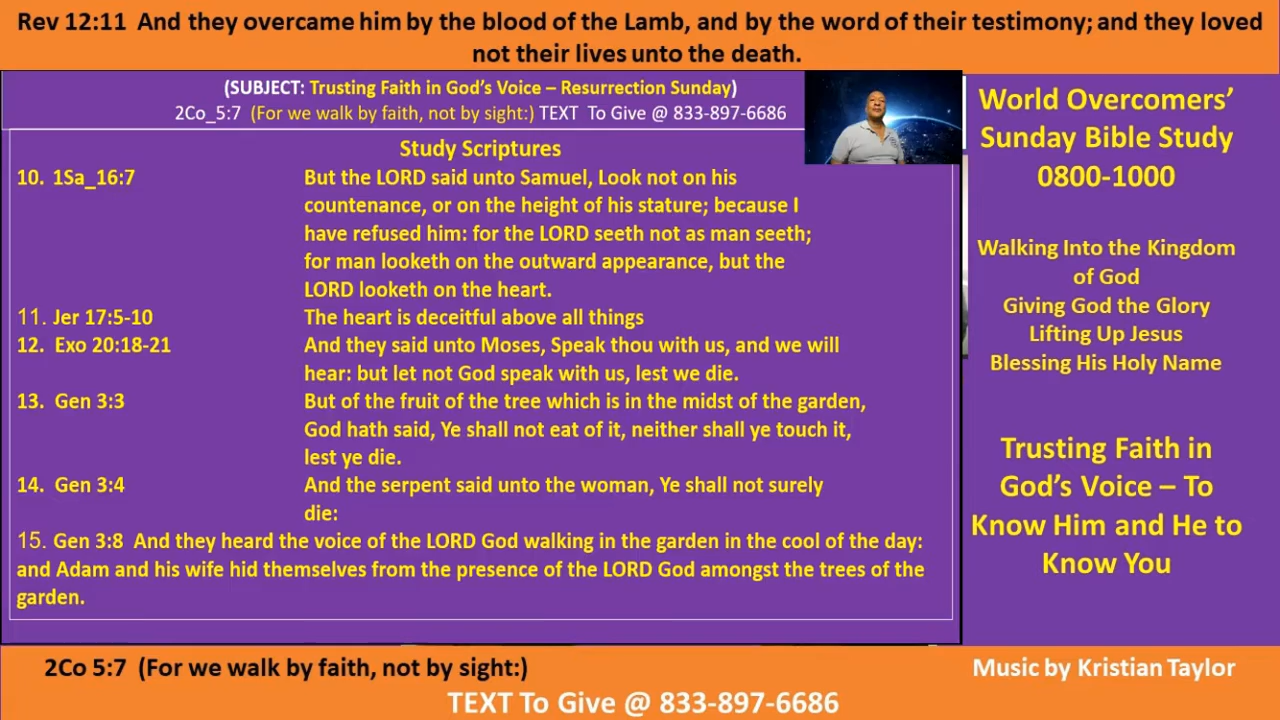 Rev 12:11  And they overcame him by the blood of the Lamb, and by the word of their testimony; and they loved
not their lives unto the death.
(SUBJECT: Trusting Faith in God's Voice – Resurrection Sunday)
2Co_5:7  (For we walk by faith, not by sight:) TEXT  To Give @ 833-897-6686
Study Scriptures
10.  1Sa_16:7 But the LORD said unto Samuel, Look not on his
countenance, or on the height of his stature; because I
have refused him: for the LORD seeth not as man seeth;
for man looketh on the outward appearance, but the
LORD looketh on the heart.
11.  Jer 17:5-10 The heart is deceitful above all things
12.  Exo 20:18-21 And they said unto Moses, Speak thou with us, and we will
hear: but let not God speak with us, lest we die.
13.  Gen 3:3 But of the fruit of the tree which is in the midst of the garden,
God hath said, Ye shall not eat of it, neither shall ye touch it,
lest ye die.
14.  Gen 3:4 And the serpent said unto the woman, Ye shall not surely
die:
15.  Gen 3:8  And they heard the voice of the LORD God walking in the garden in the cool of the day:
and Adam and his wife hid themselves from the presence of the LORD God amongst the trees of the
garden.
World Overcomers'
Sunday Bible Study
0800-1000
Walking Into the Kingdom
of God
Giving God the Glory
Lifting Up Jesus
Blessing His Holy Name
Trusting Faith in
God's Voice – To
Know Him and He to
Know You
2Co 5:7  (For we walk by faith, not by sight:)
Music by Kristian Taylor
TEXT To Give @ 833-897-6686